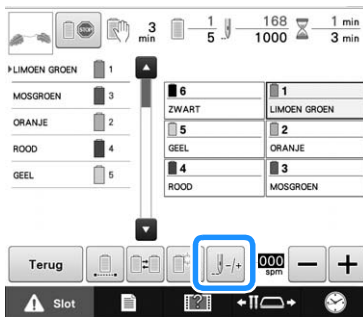 3 min 1/5 168/1000 1 min 3 min
LIMOEN GROEN 1
MOSGROEN 3
ORANJE 2
ROOD 4
GEEL 5
6 ZWART
1 LIMOEN GROEN
5 GEEL
2 ORANJE
4 ROOD
3 MOSGROEN
Terug -/+ 000 spm − +
Slot ?